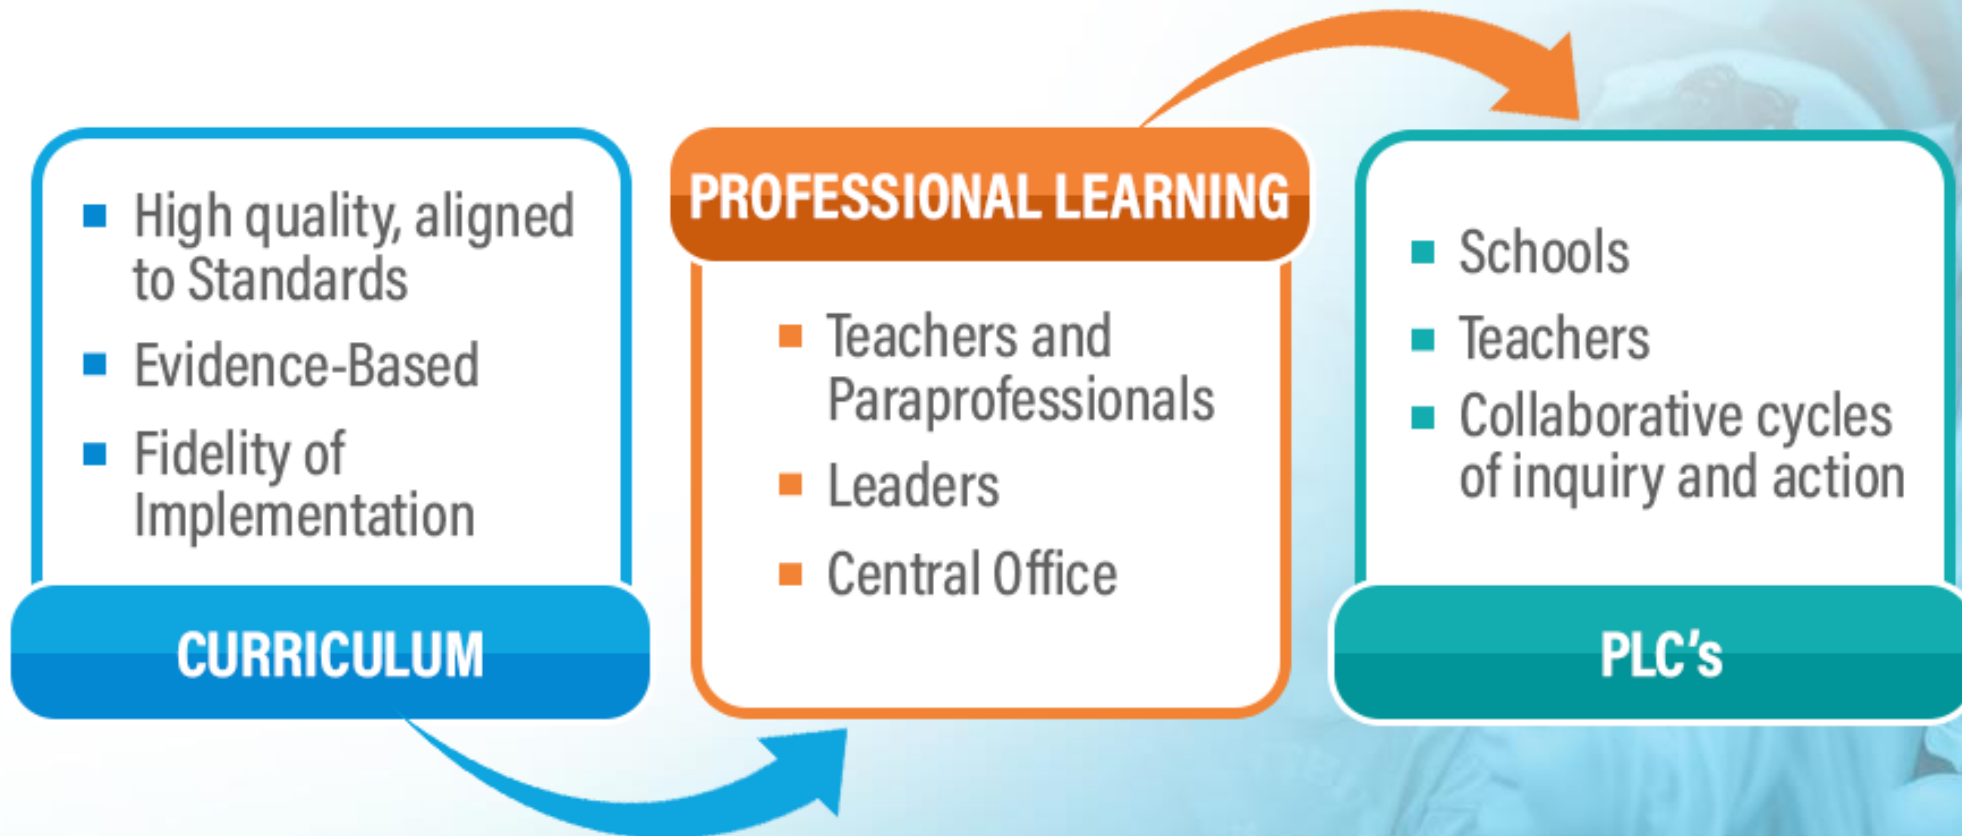 High quality, aligned
to Standards
Evidence-Based
Fidelity of
Implementation
CURRICULUM
PROFESSIONAL LEARNING
Teachers and
Paraprofessionals
Leaders
Central Office
Schools
Teachers
Collaborative cycles
of inquiry and action
PLC's